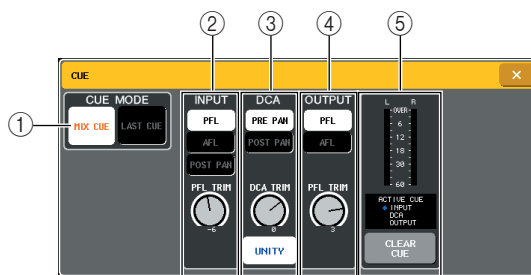 ② ③ ④ ⑤
CUE
×
CUE MODE
① MIX CUE LAST CUE
INPUT
PFL
AFL
POST PAN
PFL TRIM
-6
DCA
PRE PAN
POST PAN
DCA TRIM
0
UNITY
OUTPUT
PFL
AFL
PFL TRIM
3
L R
OVER
6
12
18
30
60
ACTIVE CUE
INPUT
DCA
OUTPUT
CLEAR
CUE